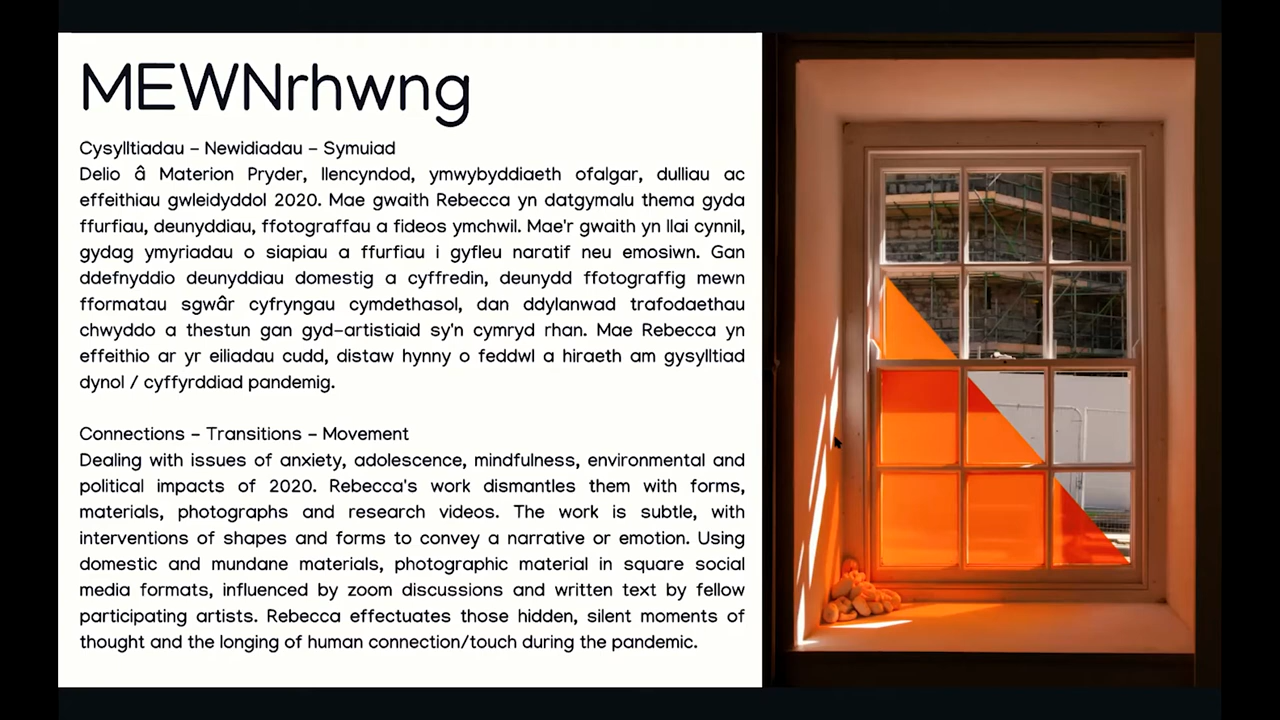 MEWNrhwng
Cysylltiadau – Newidiadau – Symuiad
Delio â Materion Pryder, llencyndod, ymwybyddiaeth ofalgar, dulliau ac
effeithiau gwleidyddol 2020. Mae gwaith Rebecca yn datgymalu thema gyda
ffurfiau, deunyddiau, ffotograffau a fideos ymchwil. Mae'r gwaith yn llai cynnil,
gydag ymyriadau o siapiau a ffurfiau i gyfleu naratif neu emosiwn. Gan
ddefnyddio deunyddiau domestig a cyffredin, deunydd ffotograffig mewn
fformatau sgwâr cyfryngau cymdethasol, dan ddylanwad trafodaethau
chwyddo a thestun gan gyd-artistiaid sy'n cymryd rhan. Mae Rebecca yn
effeithio ar yr eiliadau cudd, distaw hynny o feddwl a hiraeth am gysylltiad
dynol / cyffyrddiad pandemig.
Connections – Transitions – Movement
Dealing with issues of anxiety, adolescence, mindfulness, environmental and
political impacts of 2020. Rebecca's work dismantles them with forms,
materials, photographs and research videos. The work is subtle, with
interventions of shapes and forms to convey a narrative or emotion. Using
domestic and mundane materials, photographic material in square social
media formats, influenced by zoom discussions and written text by fellow
participating artists. Rebecca effectuates those hidden, silent moments of
thought and the longing of human connection/touch during the pandemic.